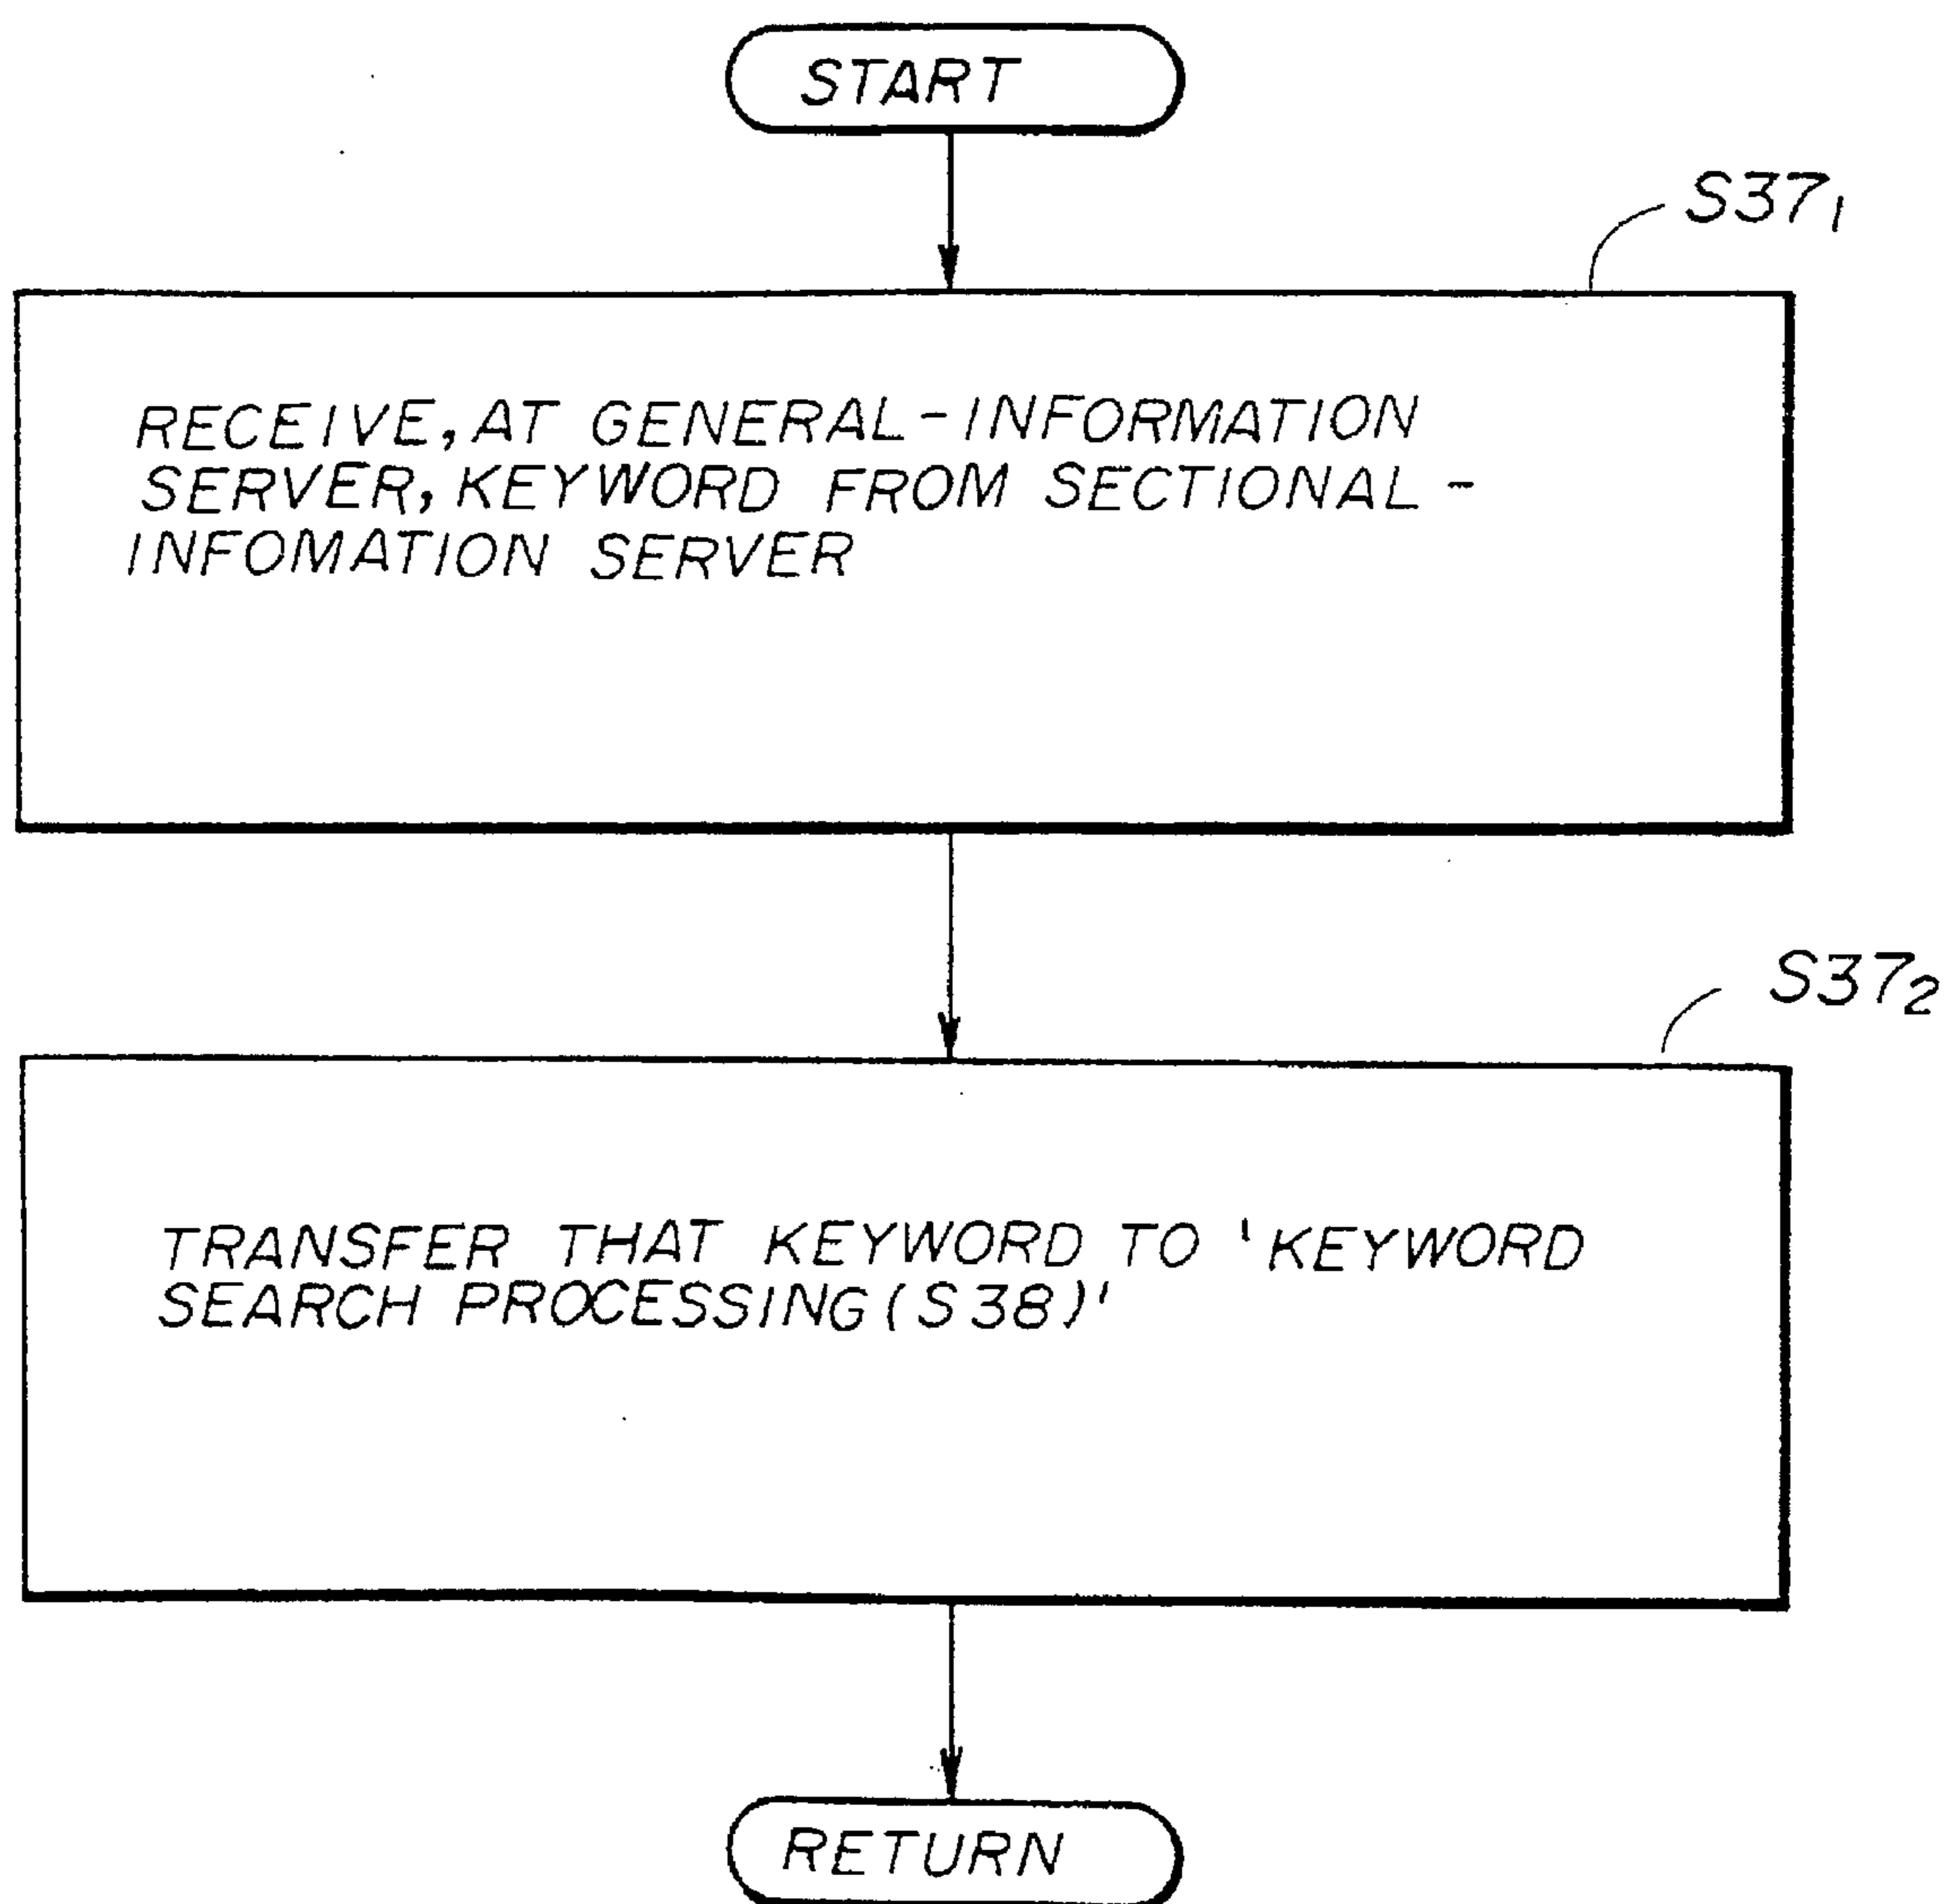 START
S37₁
RECEIVE, AT GENERAL-INFORMATION
SERVER, KEYWORD FROM SECTIONAL-
INFOMATION SERVER
S37₂
TRANSFER THAT KEYWORD TO 'KEYWORD
SEARCH PROCESSING (S38)'
RETURN